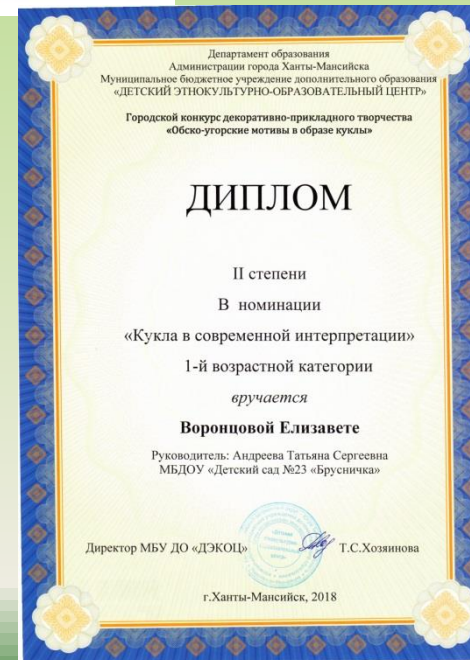 Департамент образования
Администрации города Ханты-Мансийска
Муниципальное бюджетное учреждение дополнительного образования
«ДЕТСКИЙ ЭТНОКУЛЬТУРНО-ОБРАЗОВАТЕЛЬНЫЙ ЦЕНТР»
Городской конкурс декоративно-прикладного творчества
«Обско-угорские мотивы в образе куклы»
ДИПЛОМ
II степени
В номинации
«Кукла в современной интерпретации»
1-й возрастной категории
вручается
Воронцовой Елизавете
Руководитель: Андреева Татьяна Сергеевна
МБДОУ «Детский сад №23 «Брусничка»
Директор МБУ ДО «ДЭКОЦ» Т.С.Хозяинова
г.Ханты-Мансийск, 2018